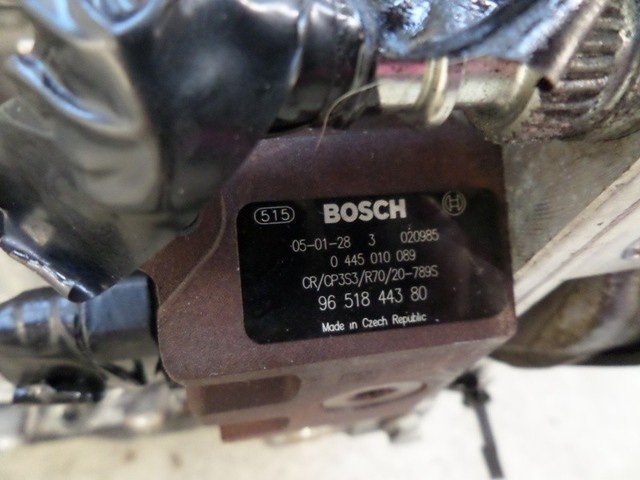 515 BOSCH
05-01-28 3 020985
0 445 010 089
CR/CP3S3/R70/20-789S
96 518 443 80
Made in Czech Republic